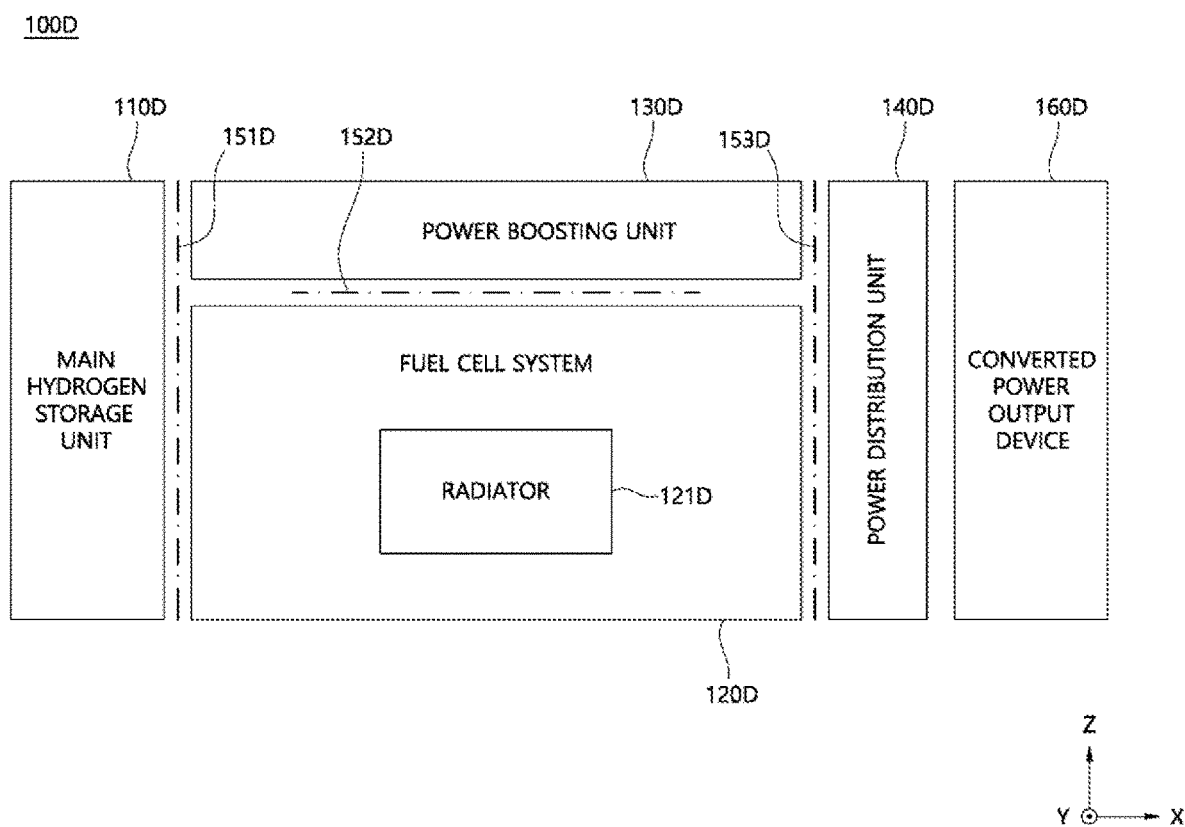 100D
110D
130D
140D
160D
151D
152D
153D
POWER BOOSTING UNIT
MAIN
HYDROGEN
STORAGE
UNIT
FUEL CELL SYSTEM
RADIATOR
121D
POWER DISTRIBUTION UNIT
CONVERTED
POWER
OUTPUT
DEVICE
120D
Z
Y
X